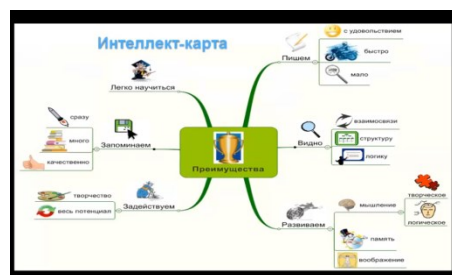 Интеллект-карта
Легко научиться
сразу
много
качественно
Запоминаем
творчество
весь потенциал
Задействуем
Преимущества
Пишем
с удовольствием
быстро
мало
Видно
взаимосвязи
структуру
логику
Развиваем
мышление
творческое
логическое
память
воображение